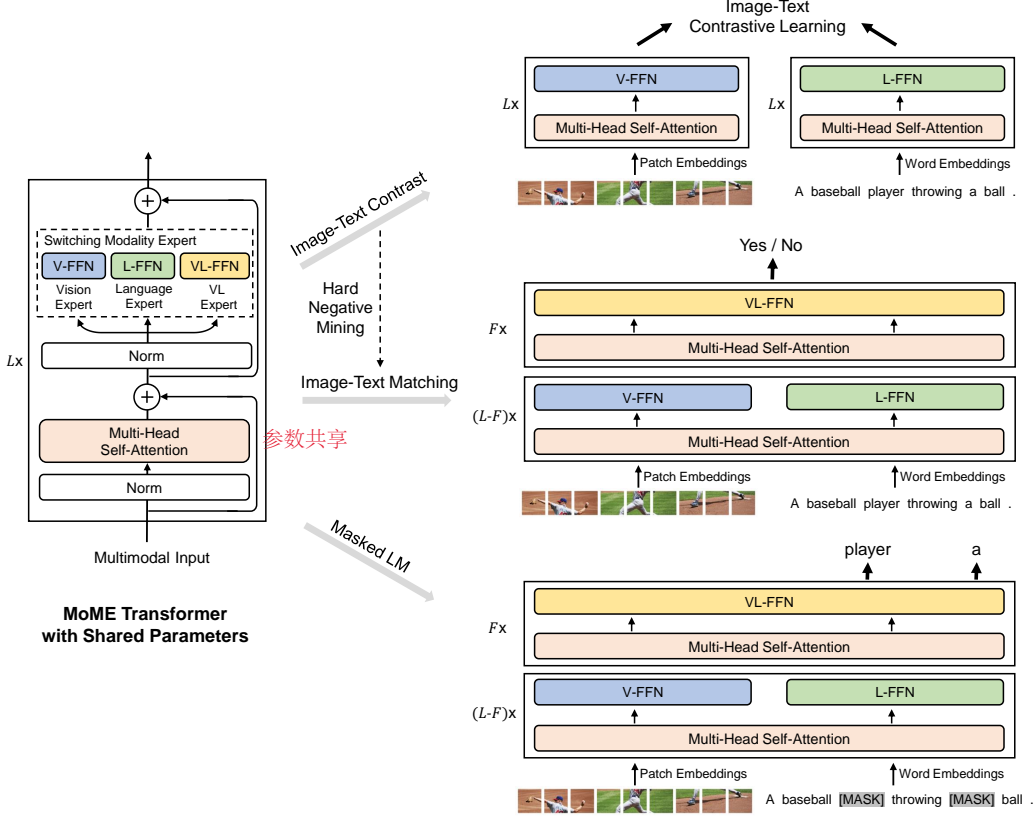 Image-Text
Contrastive Learning
V-FFN
L-FFN
Lx
Multi-Head Self-Attention
Lx
Multi-Head Self-Attention
Patch Embeddings
Word Embeddings
A baseball player throwing a ball .
Switching Modality Expert
V-FFN
L-FFN
VL-FFN
Vision
Expert
Language
Expert
VL
Expert
Norm
Lx
Multi-Head
Self-Attention
参数共享
Norm
Multimodal Input
MoME Transformer
with Shared Parameters
Image-Text Contrast
Hard
Negative
Mining
Image-Text Matching
Masked LM
Yes / No
VL-FFN
Fx
Multi-Head Self-Attention
V-FFN
L-FFN
(L-F)x
Multi-Head Self-Attention
Patch Embeddings
Word Embeddings
A baseball player throwing a ball .
player
a
VL-FFN
Fx
Multi-Head Self-Attention
V-FFN
L-FFN
(L-F)x
Multi-Head Self-Attention
Patch Embeddings
Word Embeddings
A baseball [MASK] throwing [MASK] ball .